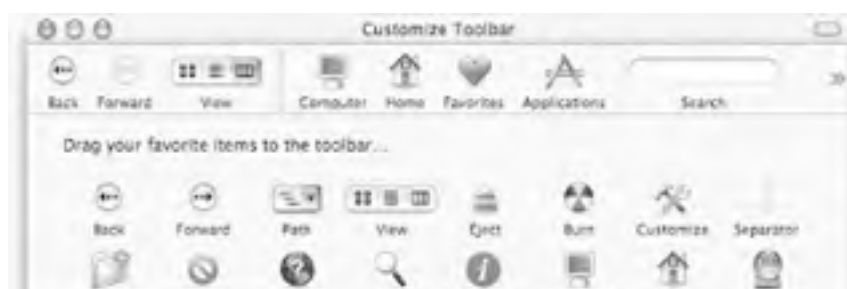 Customize Toolbar
Back Forward View Computer Home Favorites Applications Search
Drag your favorite items to the toolbar...
Back Forward Path View Eject Burn Customize Separator